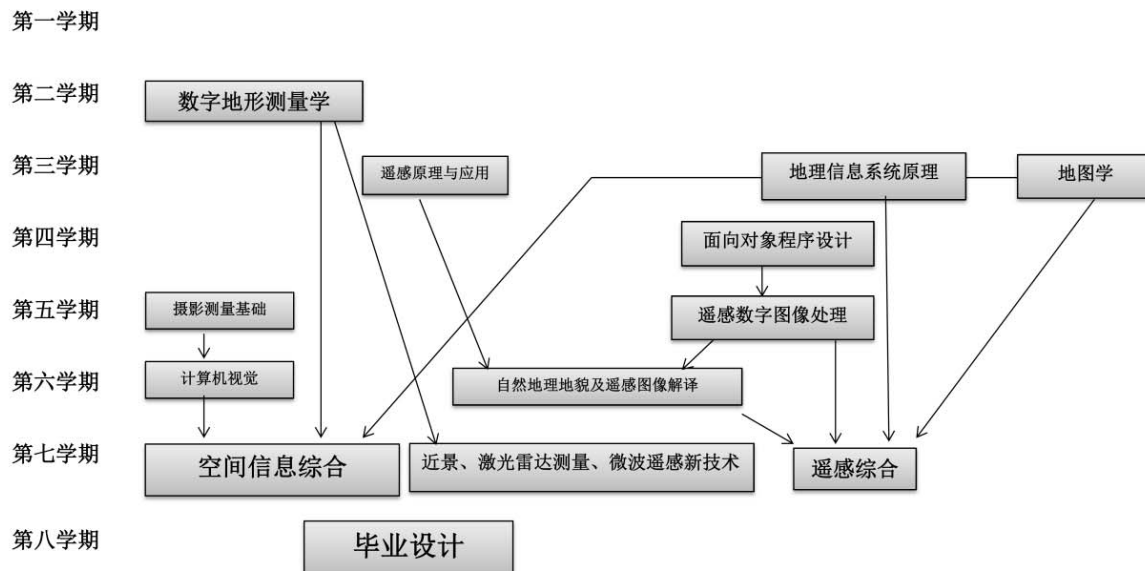 第一学期
第二学期
数字地形测量学
第三学期
遥感原理与应用
地理信息系统原理
地图学
第四学期
面向对象程序设计
第五学期
摄影测量基础
遥感数字图像处理
第六学期
计算机视觉
自然地理地貌及遥感图像解译
第七学期
空间信息综合
近景、激光雷达测量、微波遥感新技术
遥感综合
第八学期
毕业设计